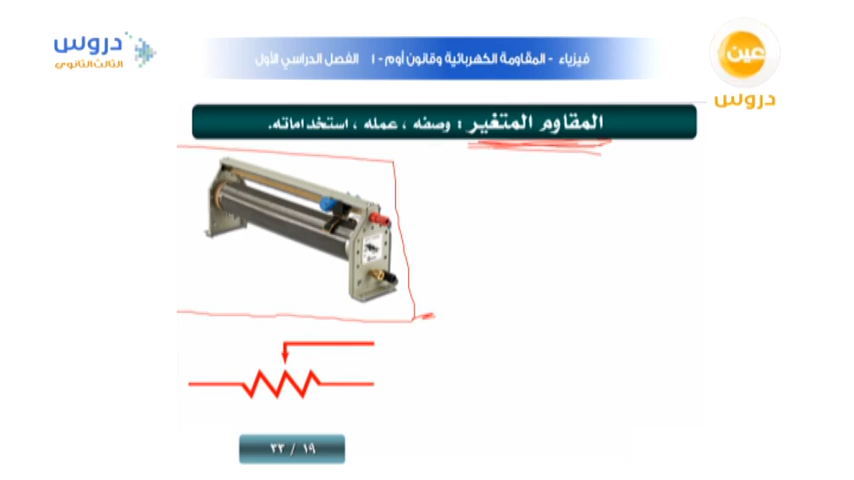 دروس
الثالث الثانوي
فيزياء - المقاومة الكهربائية وقانون أوم - ١ الفصل الدراسي الأول
عين
دروس
المقاوم المتغير : وصفه ، عمله ، استخداماته.
١٩ / ٣٣